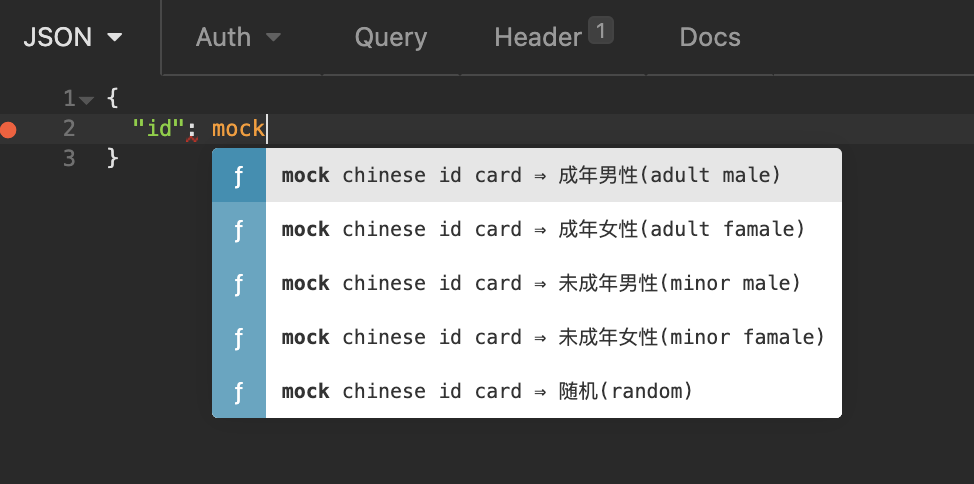 JSON Auth Query Header 1 Docs
1 {
2 "id": mock
3 }
ƒ mock chinese id card ⇒ 成年男性(adult male)
ƒ mock chinese id card ⇒ 成年女性(adult famale)
ƒ mock chinese id card ⇒ 未成年男性(minor male)
ƒ mock chinese id card ⇒ 未成年女性(minor famale)
ƒ mock chinese id card ⇒ 随机(random)